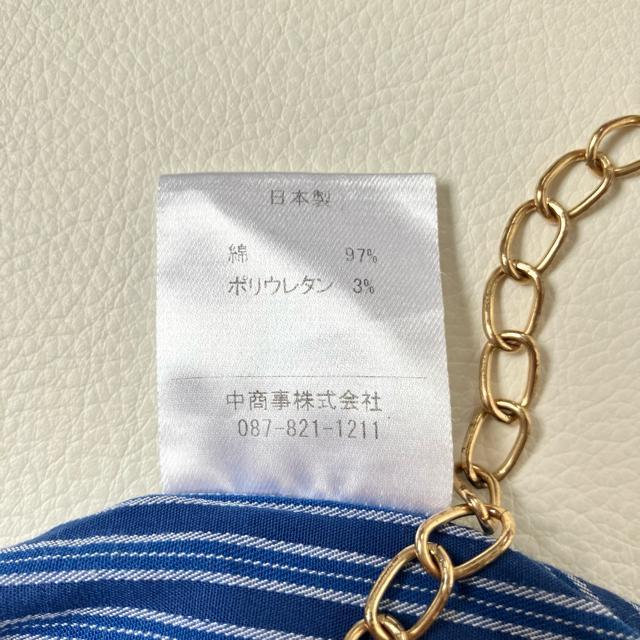 日本製
綿 97%
ポリウレタン 3%
中商事株式会社
087-821-1211